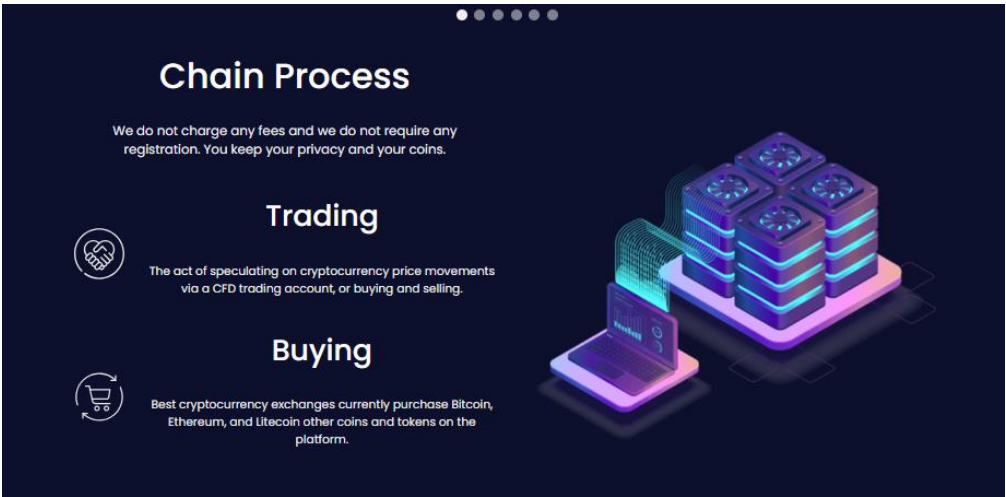 Chain Process
We do not charge any fees and we do not require any
registration. You keep your privacy and your coins.
Trading
The act of speculating on cryptocurrency price movements
via a CFD trading account, or buying and selling.
Buying
Best cryptocurrency exchanges currently purchase Bitcoin,
Ethereum, and Litecoin other coins and tokens on the
platform.